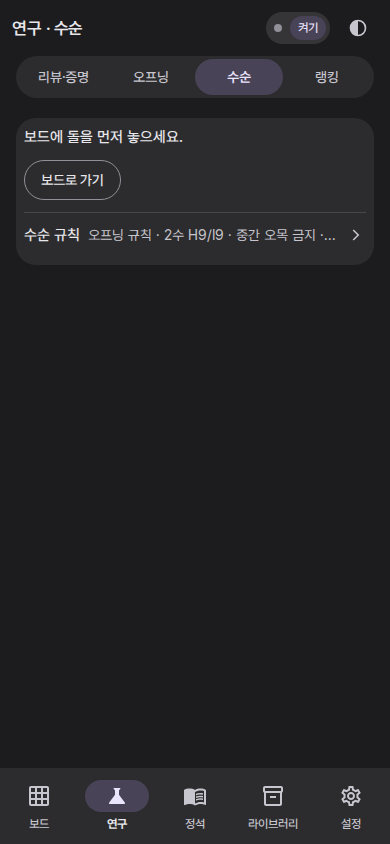 연구 · 수순
켜기
리뷰·증명
오프닝
수순
랭킹
보드에 돌을 먼저 놓으세요.
보드로 가기
수순 규칙 오프닝 규칙 · 2수 H9/I9 · 중간 오목 금지 ·...
보드
연구
정석
라이브러리
설정